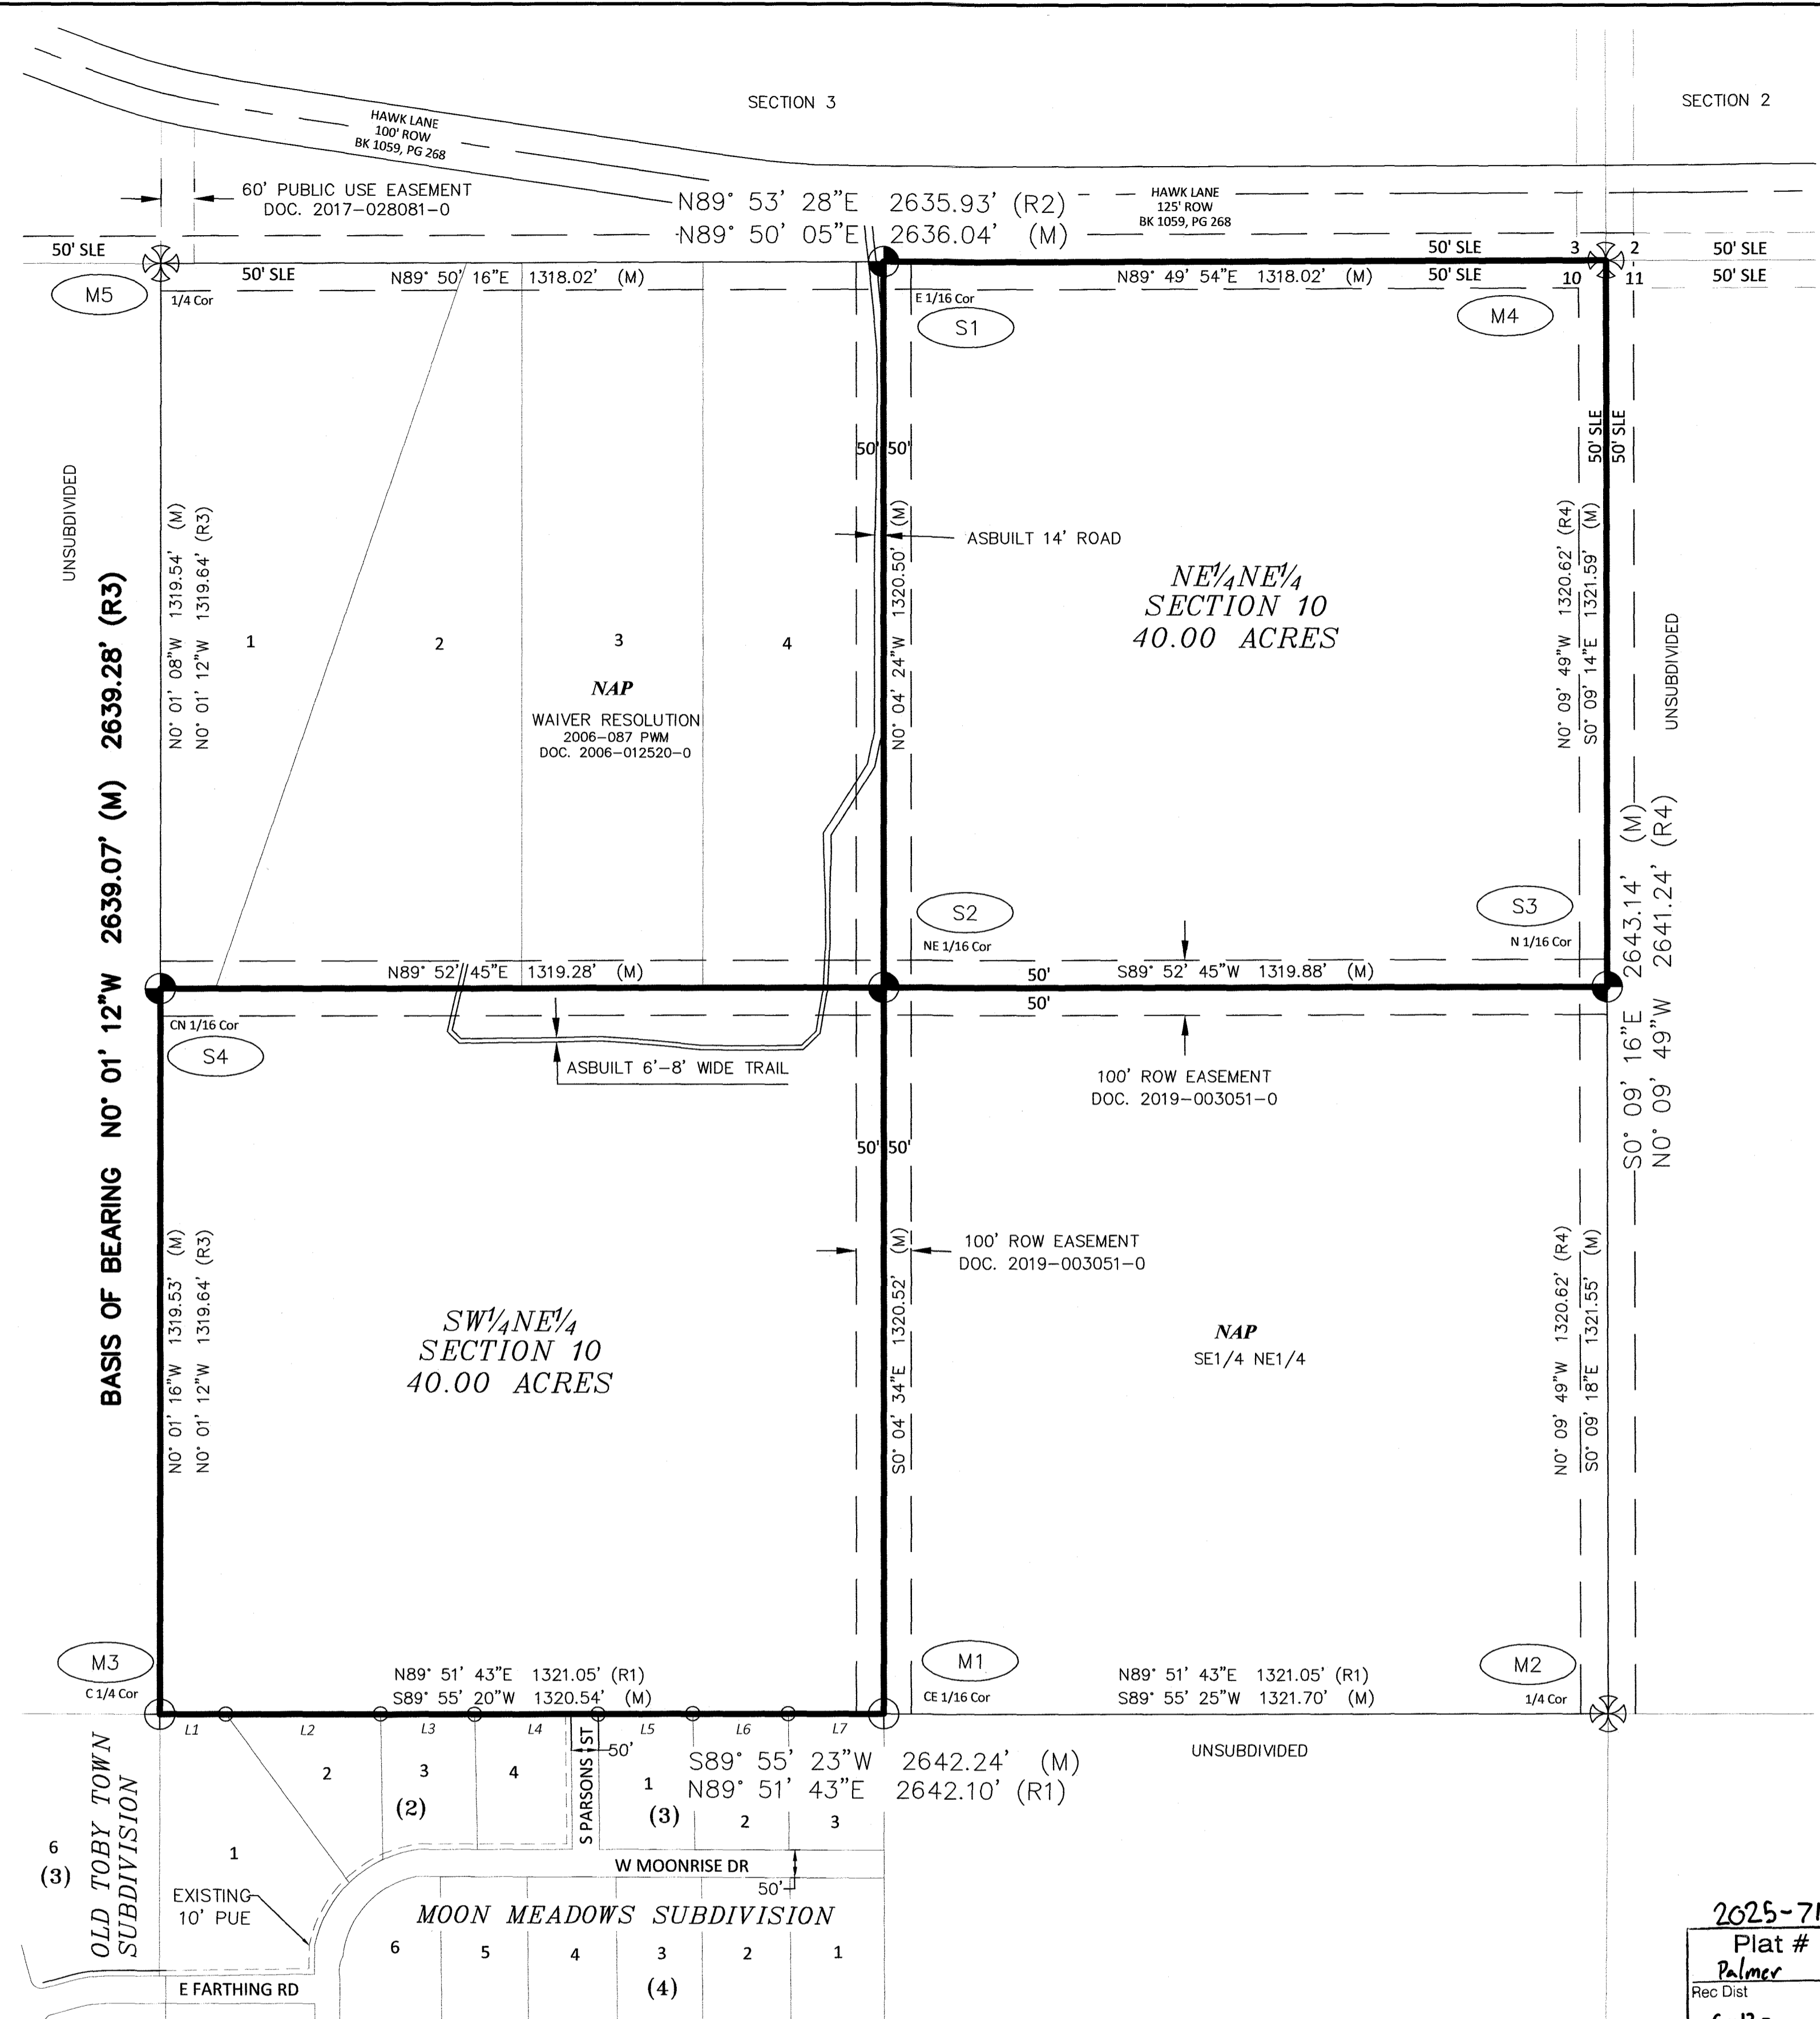 SECTION 3
SECTION 2
HAWK LANE
100' ROW
BK 1059, PG 268
60' PUBLIC USE EASEMENT
DOC. 2017-028081-0
N89° 53' 28"E 2635.93' (R2)
N89° 50' 05"E 2636.04' (M)
HAWK LANE
125' ROW
BK 1059, PG 268
50' SLE
50' SLE
50' SLE
3 2
50' SLE
50' SLE
10 11
50' SLE
M5
1/4 Cor
N89° 50' 16"E 1318.02' (M)
N89° 49' 54"E 1318.02' (M)
E 1/16 Cor
S1
M4
50' SLE
50' SLE
50' 50'
UNSUBDIVIDED
BASIS OF BEARING N0° 01' 12"W 2639.07' (M) 2639.28' (R3)
N0° 01' 08"W 1319.54' (M)
N0° 01' 12"W 1319.64' (R3)
1
2
3
4
NAP
WAIVER RESOLUTION
2006-087 PWM
DOC. 2006-012520-0
N0° 04' 24"W 1320.50' (M)
ASBUILT 14' ROAD
NE1/4NE1/4
SECTION 10
40.00 ACRES
N0° 09' 49"W 1320.62' (R4)
S0° 09' 14"E 1321.59' (M)
UNSUBDIVIDED
S0° 09' 16"E 2643.14' (M)
N0° 09' 49"W 2641.24' (R4)
S2
NE 1/16 Cor
S3
N 1/16 Cor
N89° 52' 45"E 1319.28' (M)
50'
50'
S89° 52' 45"W 1319.88' (M)
CN 1/16 Cor
S4
ASBUILT 6'-8' WIDE TRAIL
100' ROW EASEMENT
DOC. 2019-003051-0
50' 50'
100' ROW EASEMENT
DOC. 2019-003051-0
N0° 01' 16"W 1319.53' (M)
N0° 01' 12"W 1319.64' (R3)
SW1/4NE1/4
SECTION 10
40.00 ACRES
S0° 04' 34"E 1320.52' (M)
NAP
SE1/4 NE1/4
N0° 09' 49"W 1320.62' (R4)
S0° 09' 18"E 1321.55' (M)
M3
C 1/4 Cor
N89° 51' 43"E 1321.05' (R1)
S89° 55' 20"W 1320.54' (M)
M1
CE 1/16 Cor
N89° 51' 43"E 1321.05' (R1)
S89° 55' 25"W 1321.70' (M)
M2
1/4 Cor
L1 L2 L3 L4 L5 L6 L7
50'
S89° 55' 23"W 2642.24' (M)
N89° 51' 43"E 2642.10' (R1)
UNSUBDIVIDED
OLD TOBY TOWN
SUBDIVISION
6
(3)
1
2
3
4
(2)
S PARSONS ST
1
(3)
2
3
W MOONRISE DR
50'
EXISTING
10' PUE
MOON MEADOWS SUBDIVISION
6 5 4 3 2 1
(4)
E FARTHING RD
2025-71
Plat #
Palmer
Rec Dist